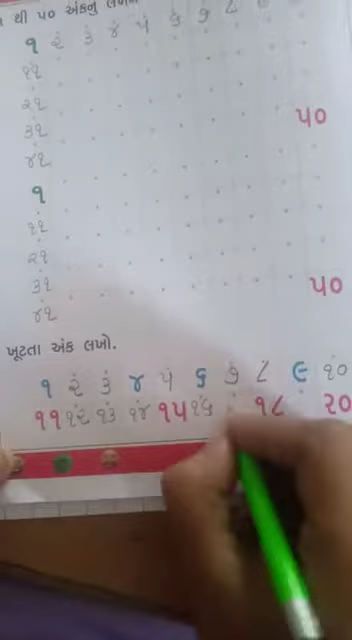 થી ૫૦ અંકનું
૧ ૨ ૩ ૪ ૫ ૬ ૭ ૮
૧૧
૨૧
૩૧ ૫૦
૪૧
૧
૧૧
૨૧
૩૧ ૫૦
૪૧
ખૂટતા અંક લખો.
૧ ૨ ૩ ૪ ૫ ૬ ૭ ૮ ૯ ૧૦
૧૧ ૧૨ ૧૩ ૧૪ ૧૫ ૧૬ ૧૮ ૨૦